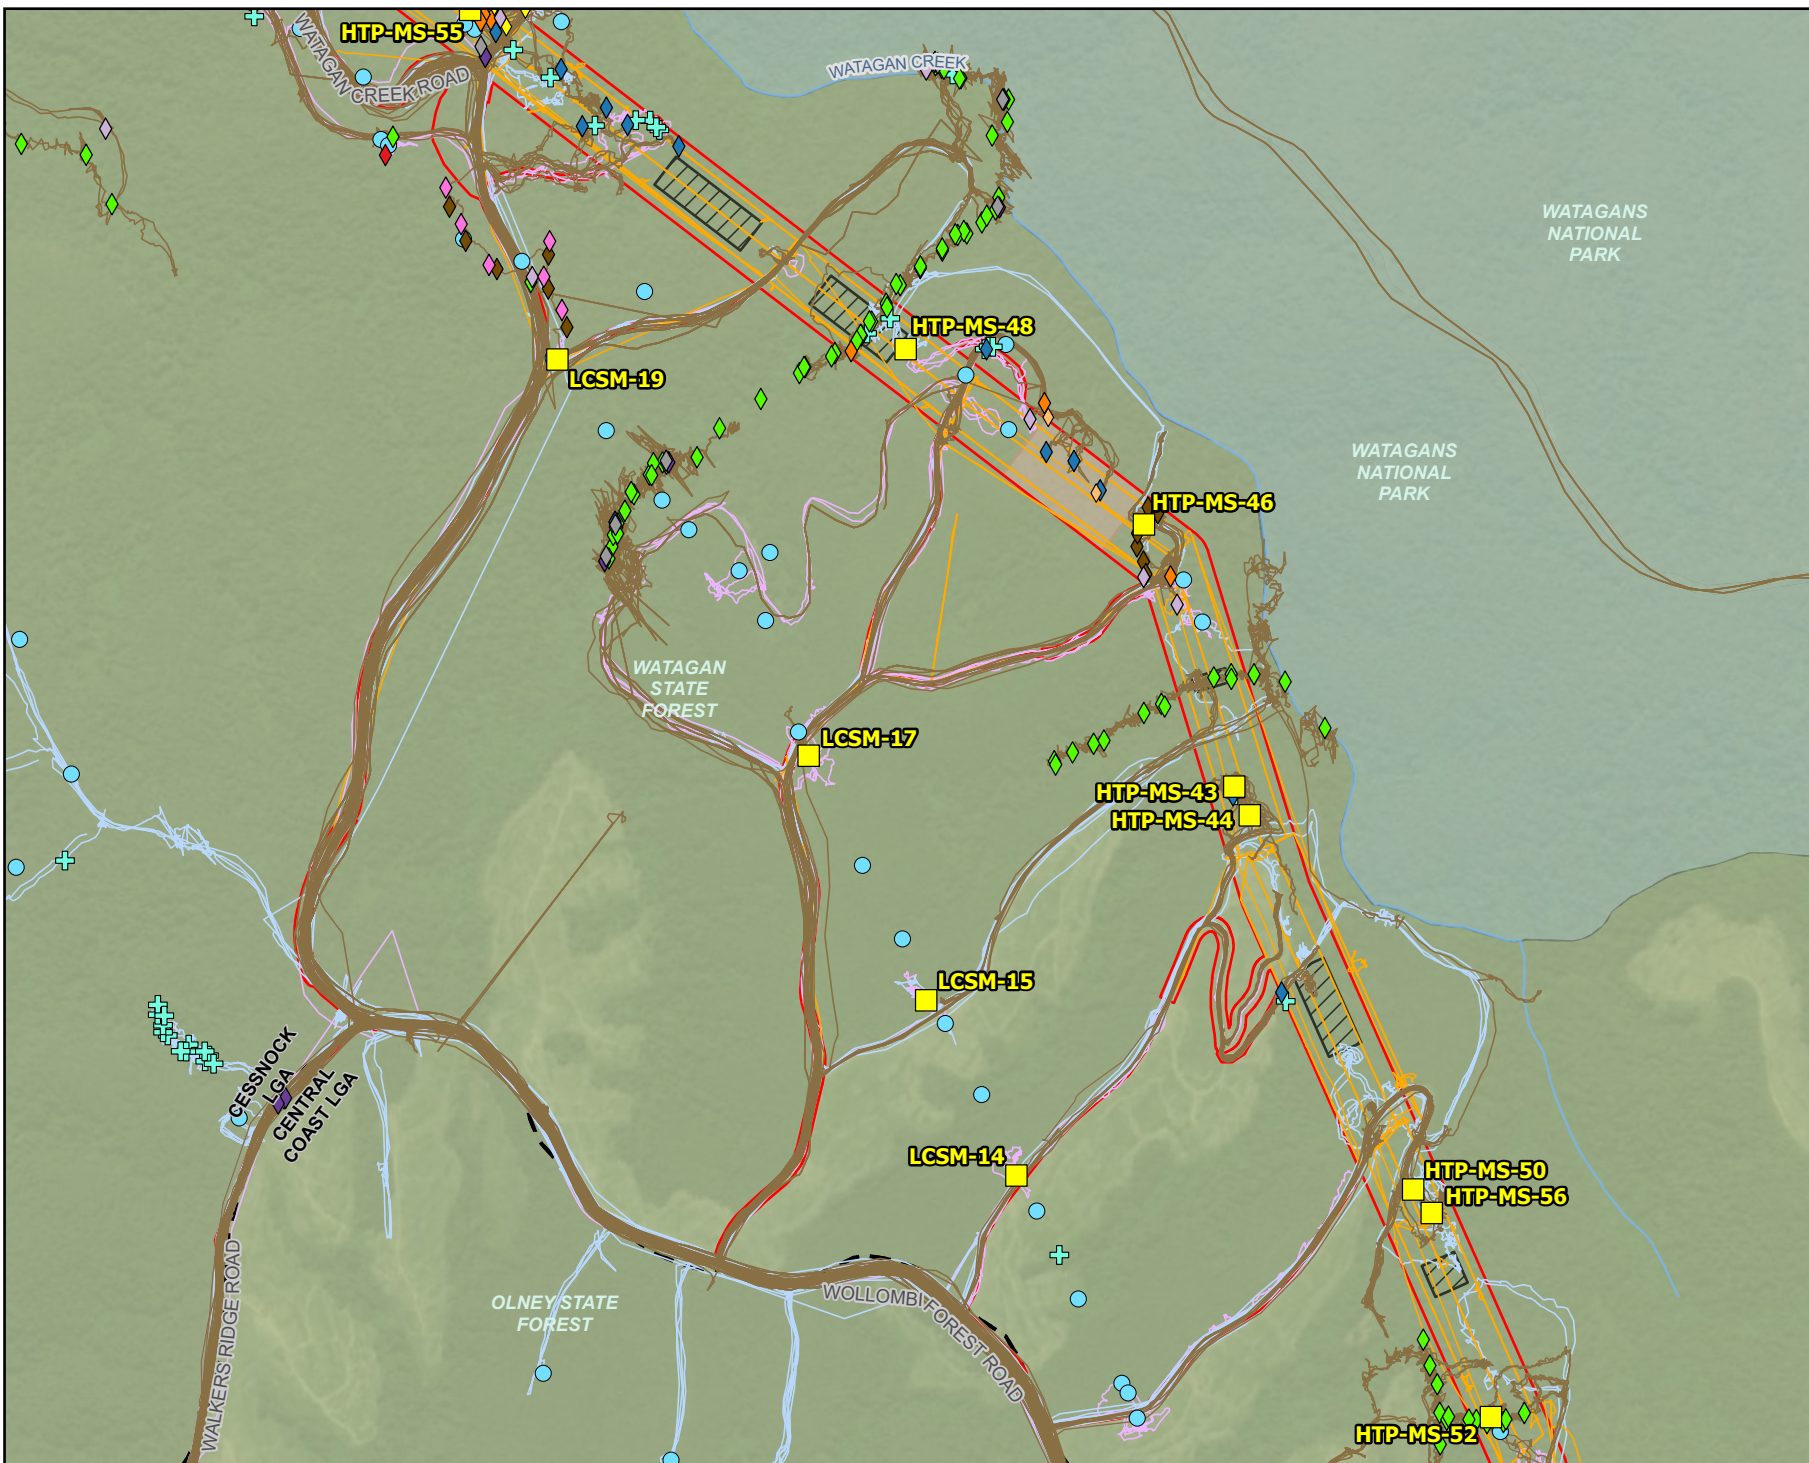 HTP-MS-55
WATAGAN CREEK ROAD
WATAGAN CREEK
WATAGANS
NATIONAL
PARK
HTP-MS-48
LCSM-19
WATAGANS
NATIONAL
PARK
HTP-MS-46
WATAGAN
STATE
FOREST
LCSM-17
HTP-MS-43
HTP-MS-44
LCSM-15
CESSNOCK
LGA
CENTRAL
COAST LGA
LCSM-14
HTP-MS-50
HTP-MS-56
WALKERS RIDGE ROAD
OLNEY STATE
FOREST
WOLLOMBI FOREST ROAD
HTP-MS-52